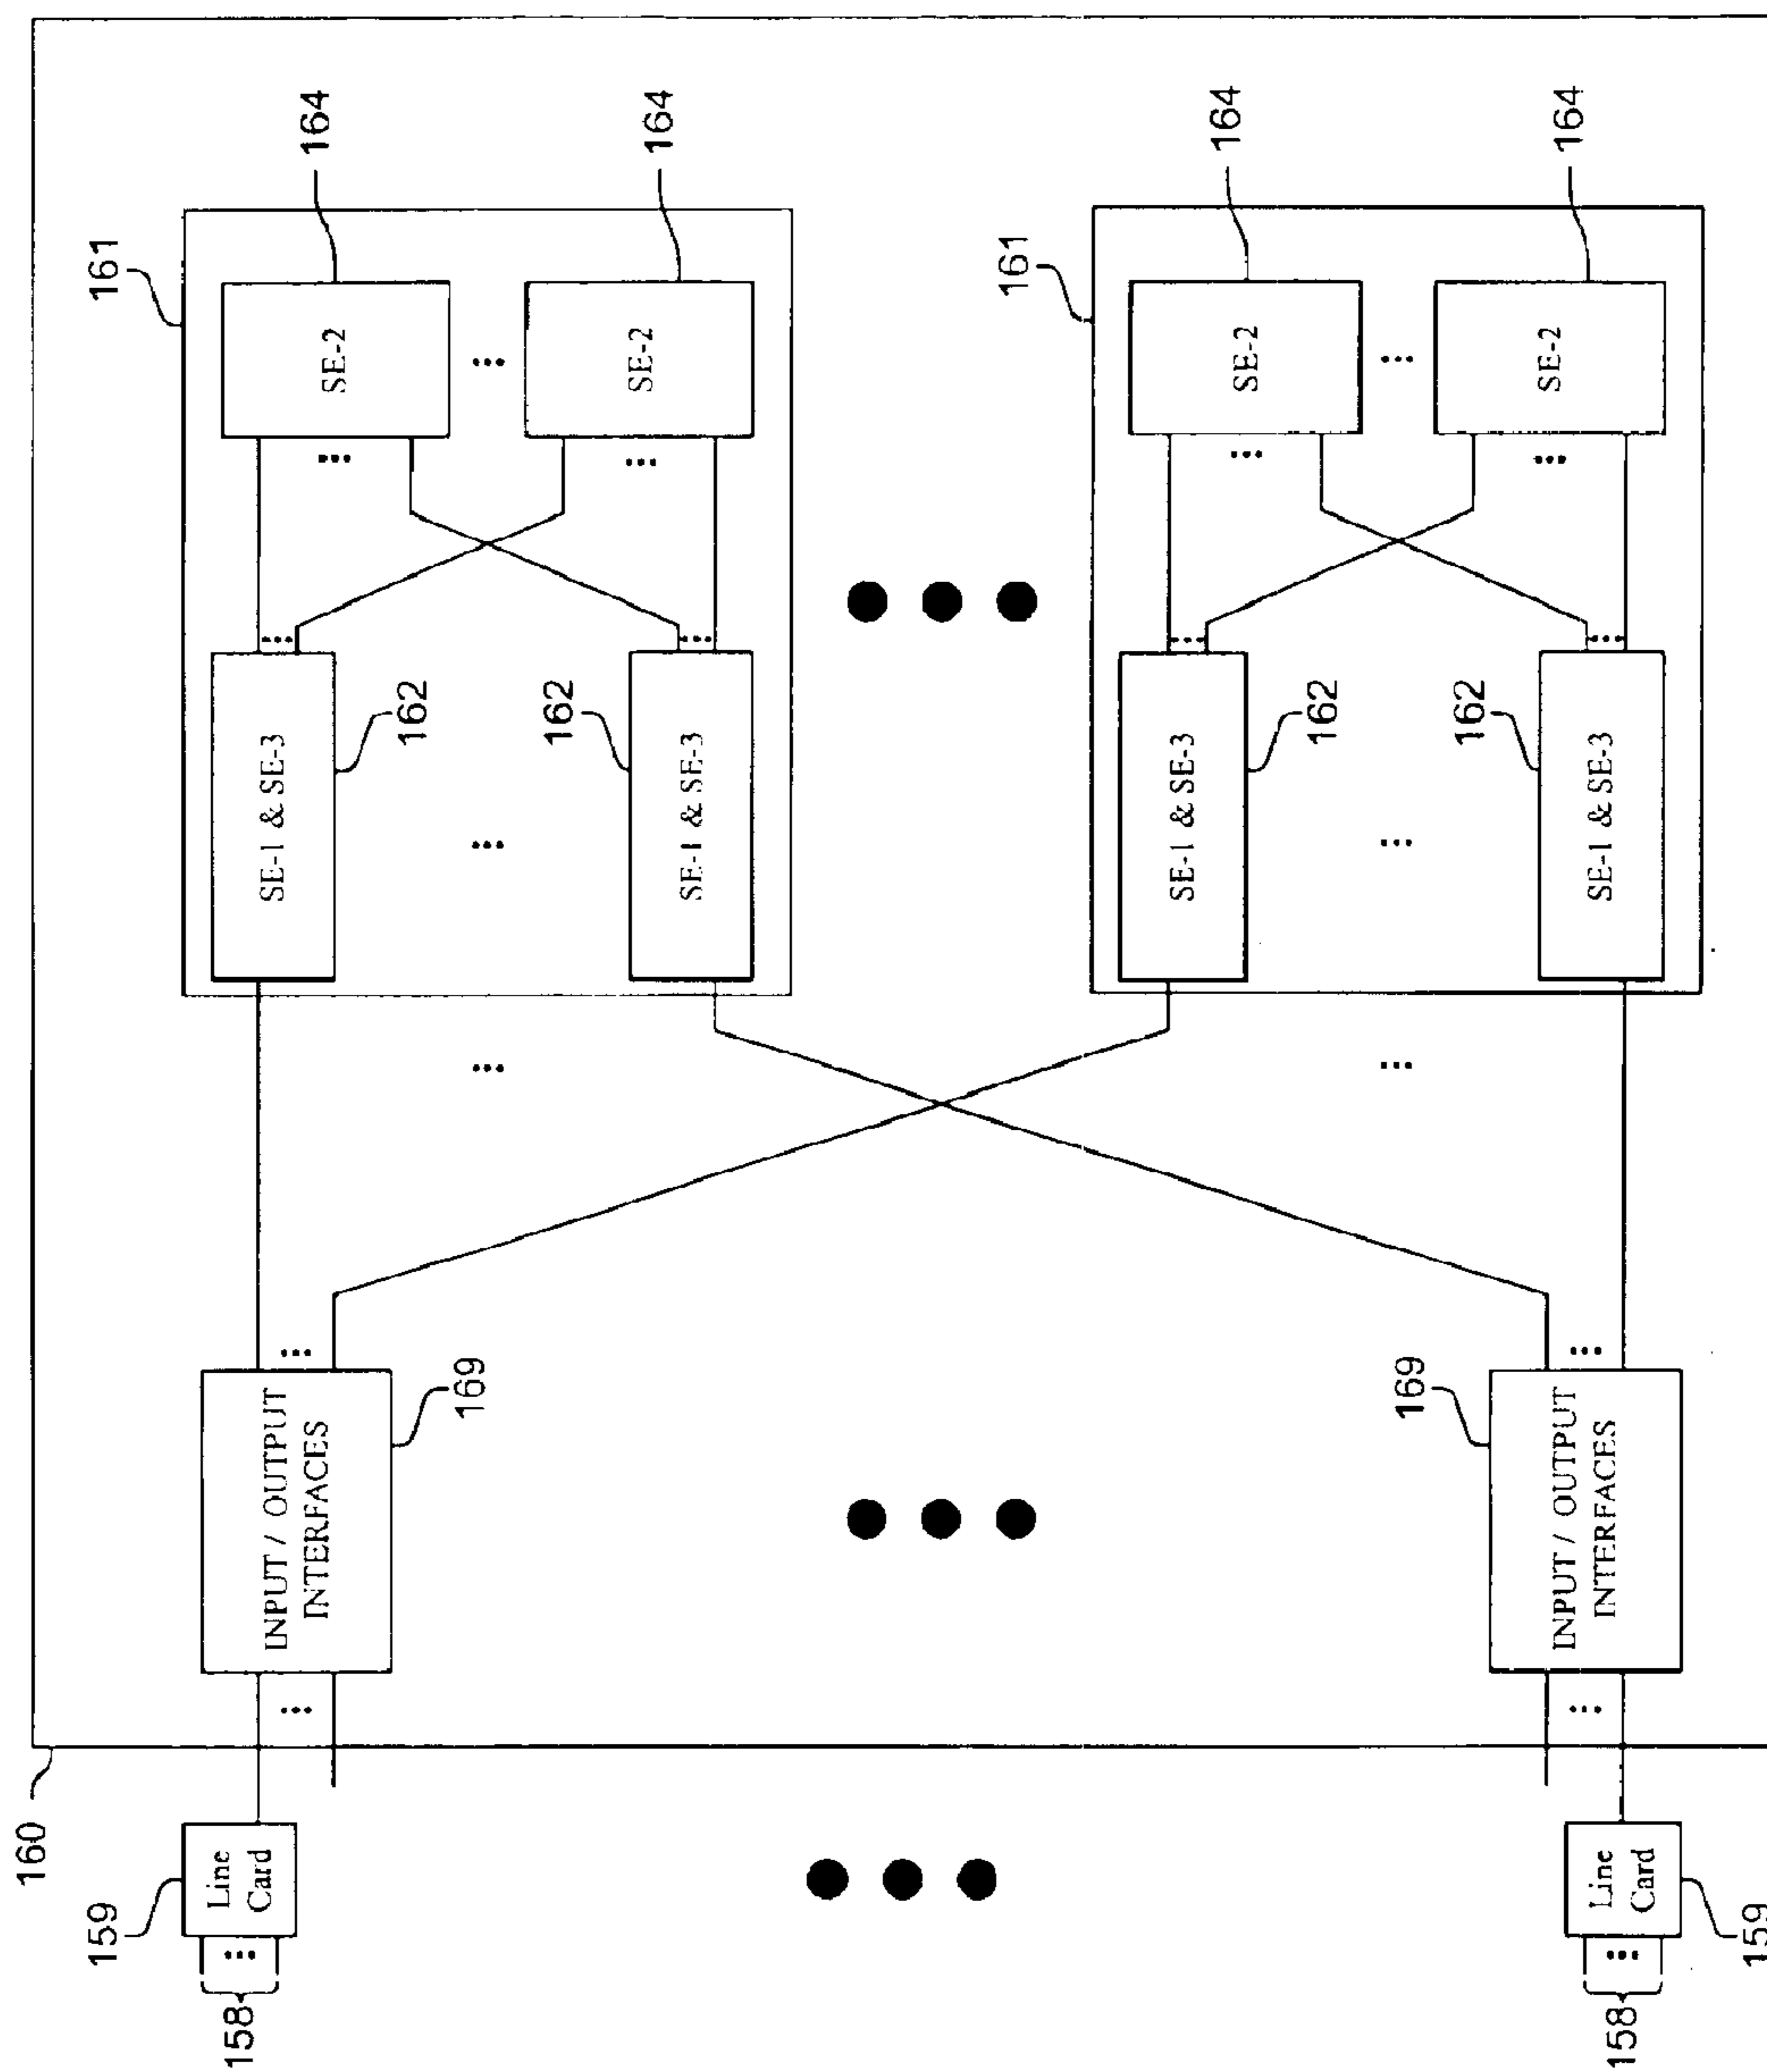 160
159
161
158
Line
Card
INPUT / OUTPUT
INTERFACES
SE-1 & SE-3
SE-2
164
162
169
162
SE-1 & SE-3
SE-2
164
161
SE-1 & SE-3
SE-2
164
162
169
162
158
Line
Card
INPUT / OUTPUT
INTERFACES
SE-1 & SE-3
SE-2
164
159